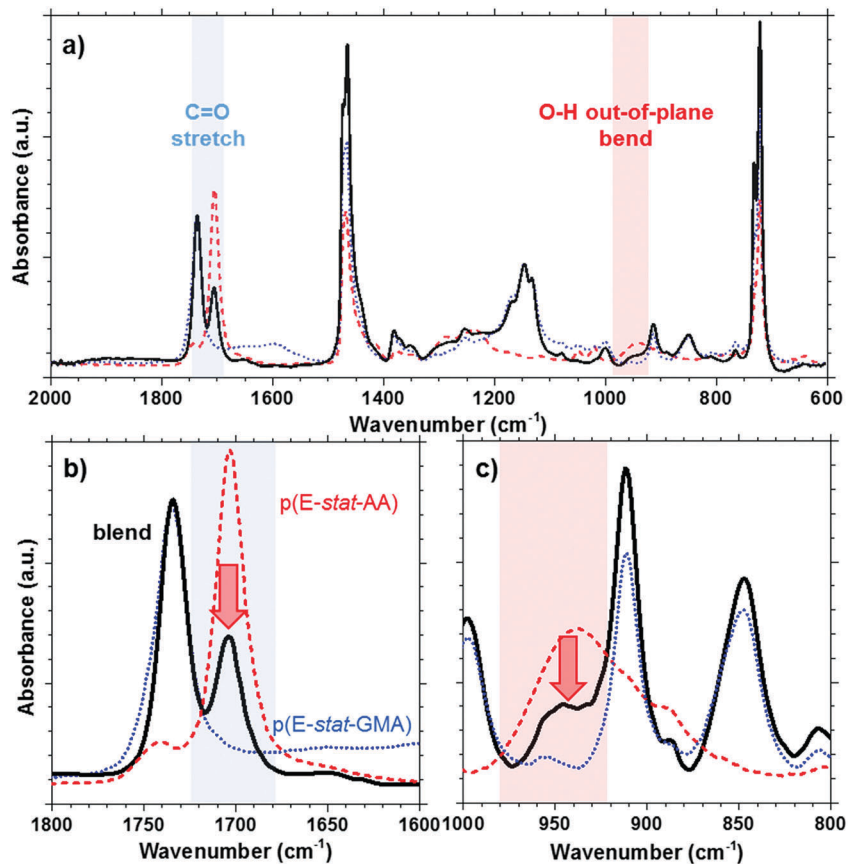 a)
C=O
stretch
O-H out-of-plane
bend
Absorbance (a.u.)
2000 1800 1600 1400 1200 1000 800 600
Wavenumber (cm⁻¹)
b)
p(E-stat-AA)
blend
p(E-stat-GMA)
Absorbance (a.u.)
1800 1750 1700 1650 1600
Wavenumber (cm⁻¹)
c)
1000 950 900 850 800
Wavenumber (cm⁻¹)